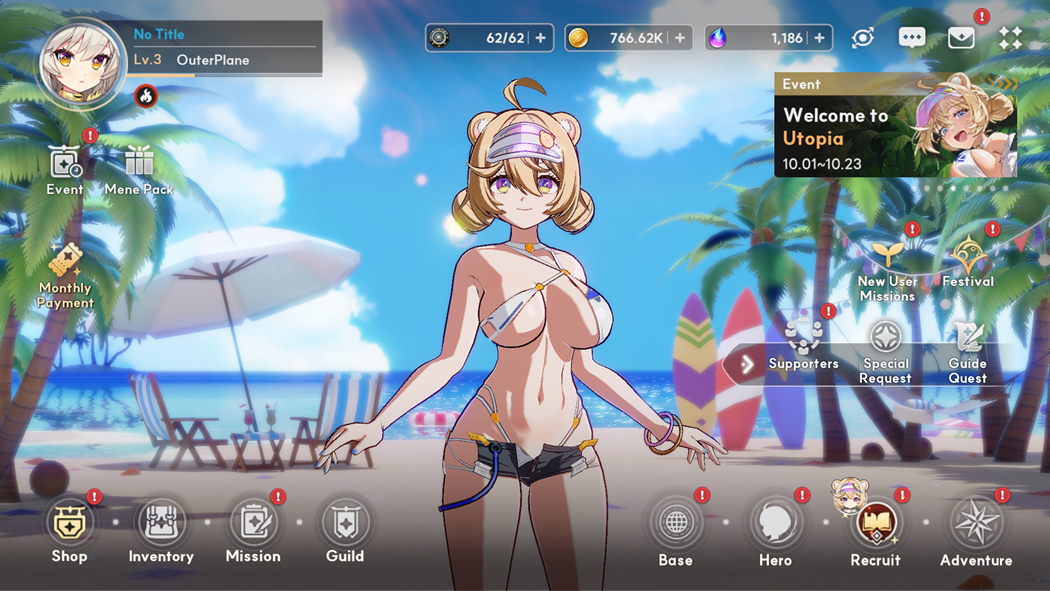 No Title
Lv.3 OuterPlane
62/62 +
766.62K +
1,186 +
Event
Welcome to
Utopia
10.01~10.23
Event
Mene Pack
Monthly
Payment
New User
Missions
Festival
Supporters
Special
Request
Guide
Quest
Shop
Inventory
Mission
Guild
Base
Hero
Recruit
Adventure